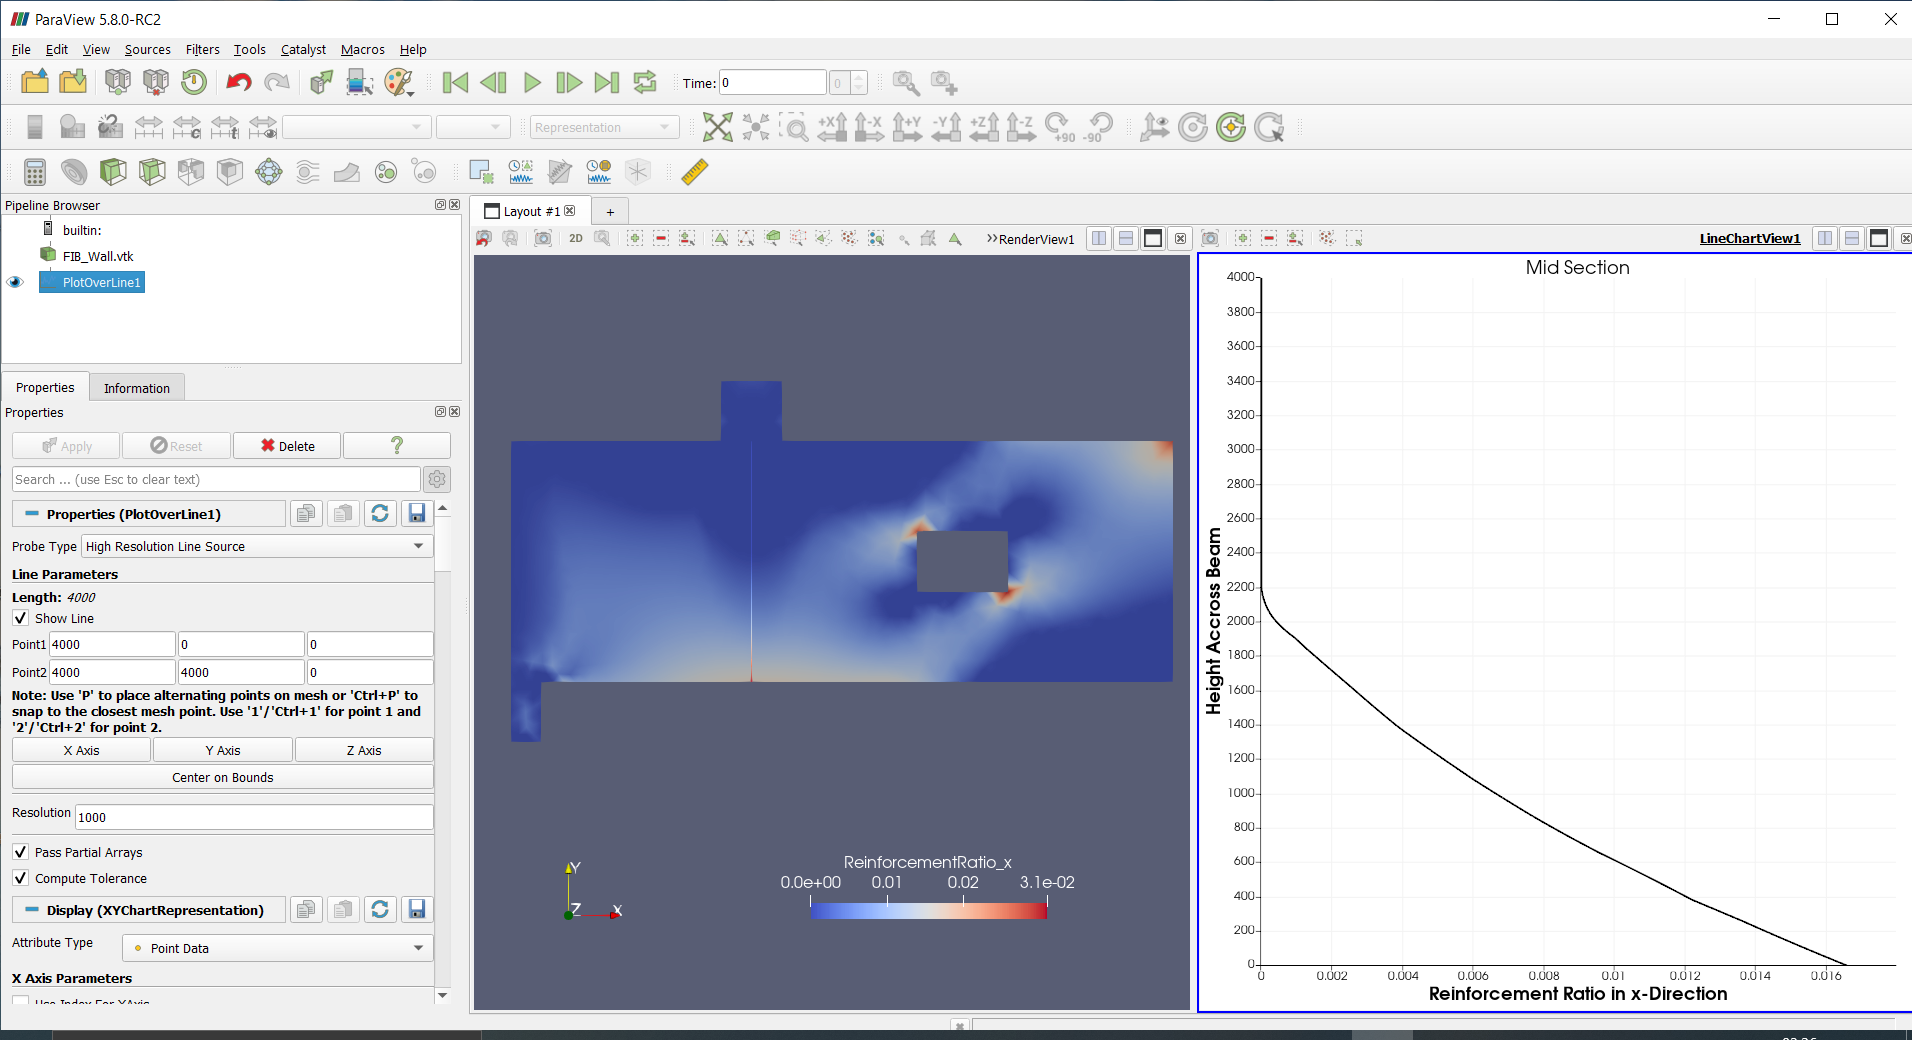 ParaView 5.8.0-RC2
File Edit View Sources Filters Tools Catalyst Macros Help
Time: 0 0
Representation
+X -X +Y -Y +Z -Z +90 -90
Pipeline Browser
builtin:
FIB_Wall.vtk
PlotOverLine1
Properties Information
Properties
Apply Reset Delete ?
Search ... (use Esc to clear text)
Properties (PlotOverLine1)
Probe Type High Resolution Line Source
Line Parameters
Length: 4000
Show Line
Point1 4000 0 0
Point2 4000 4000 0
Note: Use 'P' to place alternating points on mesh or 'Ctrl+P' to
snap to the closest mesh point. Use '1'/'Ctrl+1' for point 1 and
'2'/'Ctrl+2' for point 2.
X Axis Y Axis Z Axis
Center on Bounds
Resolution 1000
Pass Partial Arrays
Compute Tolerance
Display (XYChartRepresentation)
Attribute Type Point Data
X Axis Parameters
Use Index For XAxis
Layout #1 +
2D
RenderView1
Y
Z
X
ReinforcementRatio_x
0.0e+00 0.01 0.02 3.1e-02
LineChartView1
Mid Section
Height Accross Beam
4000
3800
3600
3400
3200
3000
2800
2600
2400
2200
2000
1800
1600
1400
1200
1000
800
600
400
200
0
0 0.002 0.004 0.006 0.008 0.01 0.012 0.014 0.016
Reinforcement Ratio in x-Direction